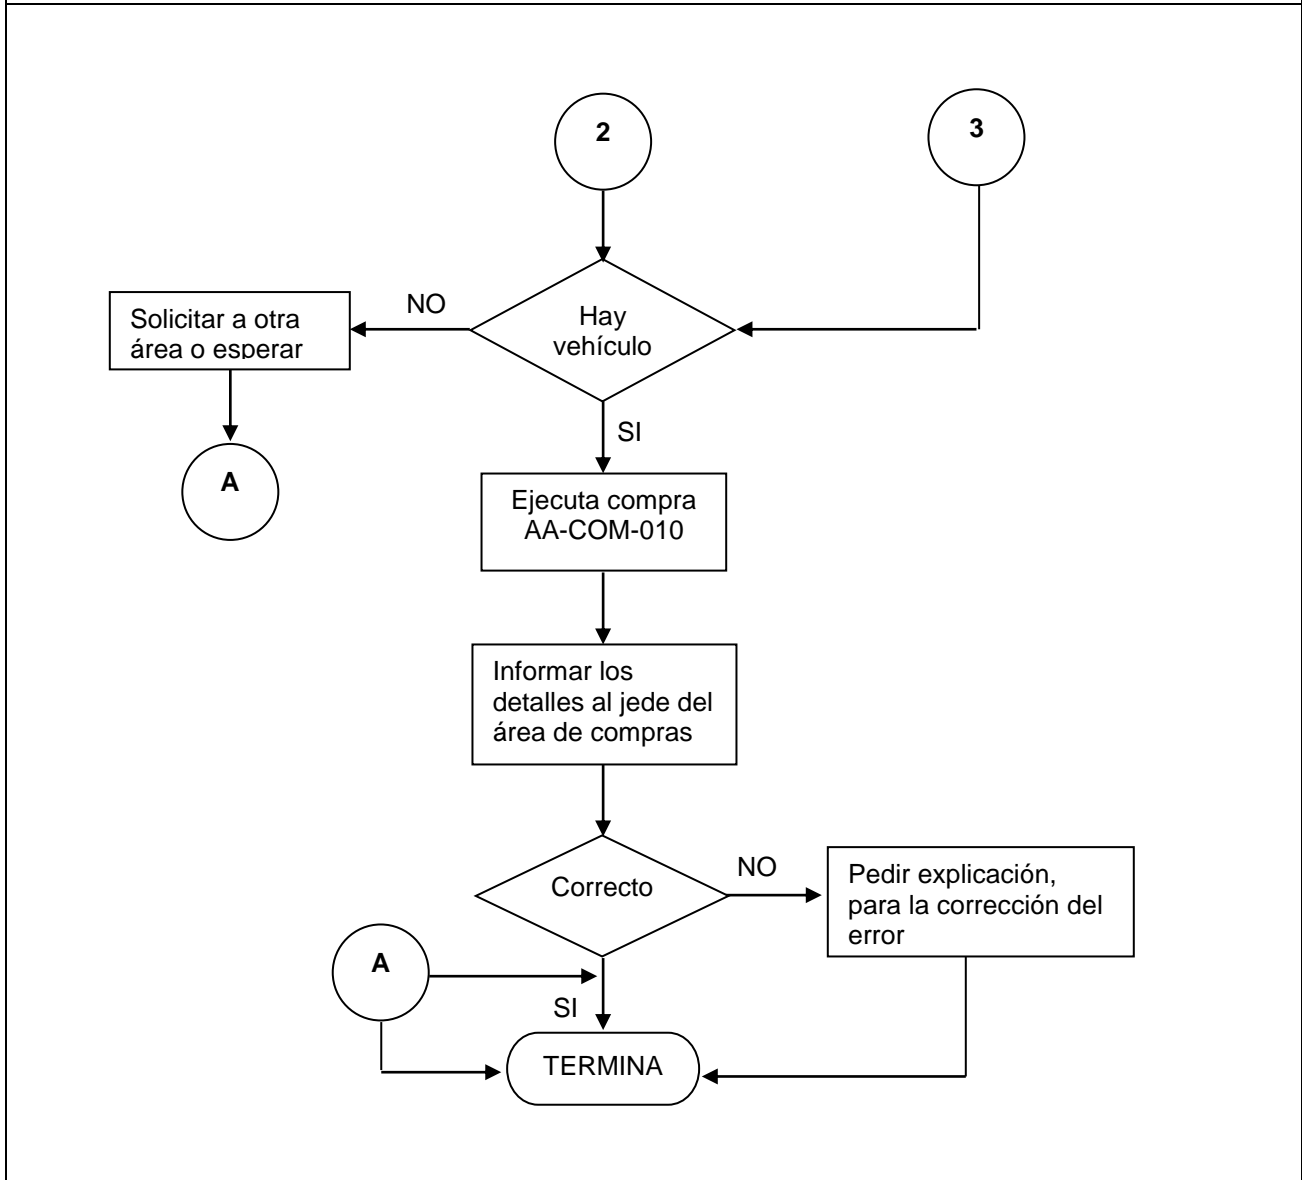 2
3
NO
Solicitar a otra
área o esperar
Hay
vehículo
SI
A
Ejecuta compra
AA-COM-010
Informar los
detalles al jede del
área de compras
Correcto
NO
Pedir explicación,
para la corrección del
error
A
SI
TERMINA